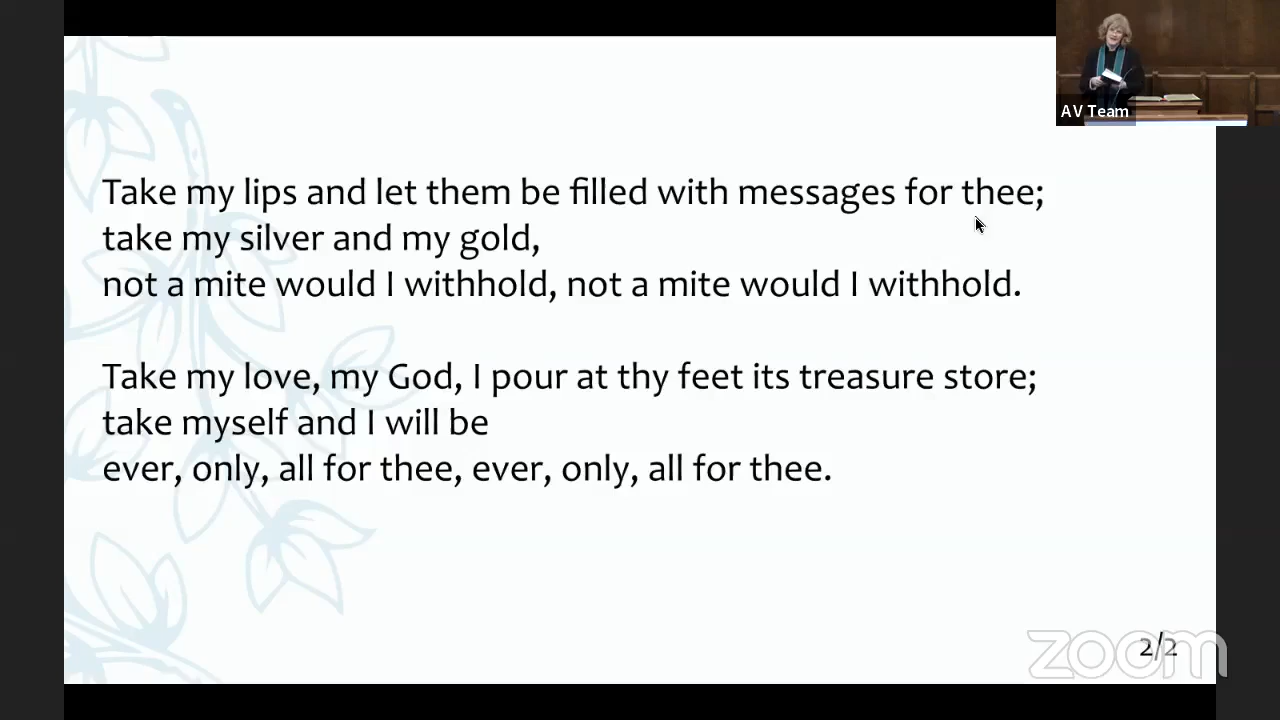 AV Team
Take my lips and let them be filled with messages for thee;
take my silver and my gold,
not a mite would I withhold, not a mite would I withhold.
Take my love, my God, I pour at thy feet its treasure store;
take myself and I will be
ever, only, all for thee, ever, only, all for thee.
2/2
zoom